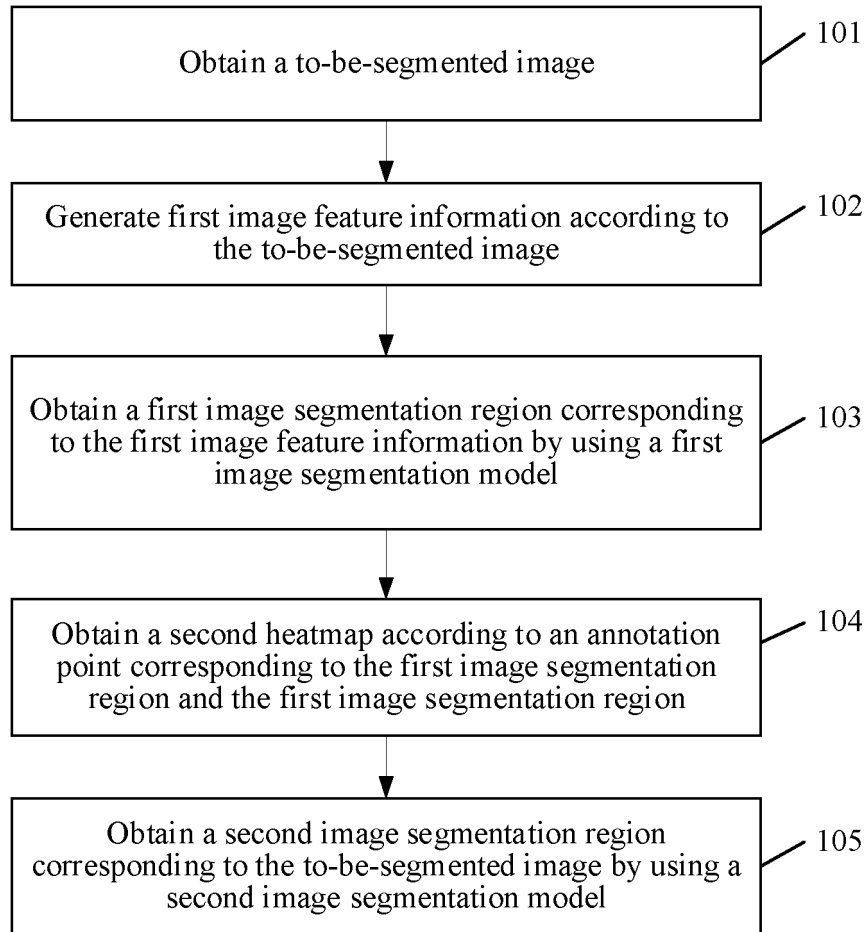 Obtain a to-be-segmented image
101
Generate first image feature information according to
the to-be-segmented image
102
Obtain a first image segmentation region corresponding
to the first image feature information by using a first
image segmentation model
103
Obtain a second heatmap according to an annotation
point corresponding to the first image segmentation
region and the first image segmentation region
104
Obtain a second image segmentation region
corresponding to the to-be-segmented image by using a
second image segmentation model
105